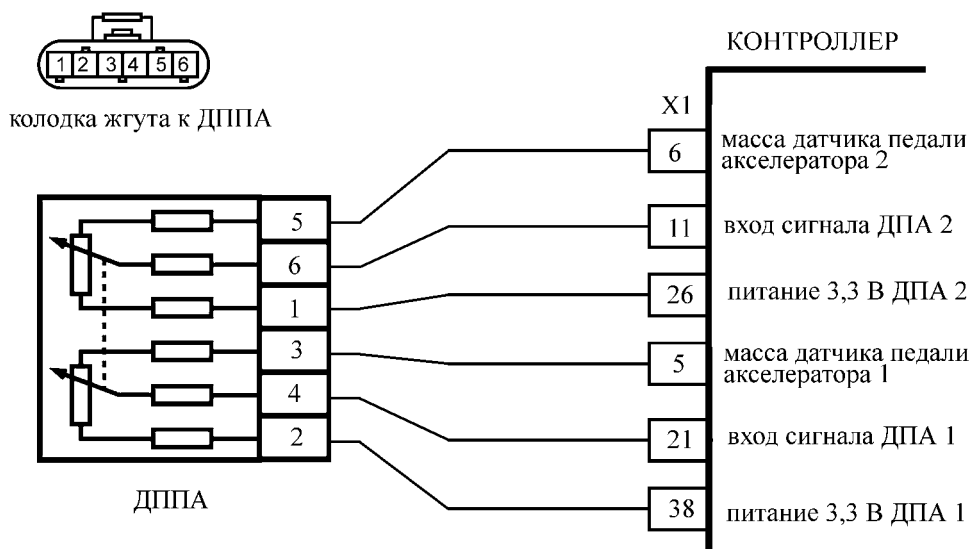 1 2 3 4 5 6
колодка жгута к ДППА
КОНТРОЛЛЕР
X1
5
6
1
3
4
2
ДППА
6
масса датчика педали
акселератора 2
11
вход сигнала ДПА 2
26
питание 3,3 В ДПА 2
5
масса датчика педали
акселератора 1
21
вход сигнала ДПА 1
38
питание 3,3 В ДПА 1